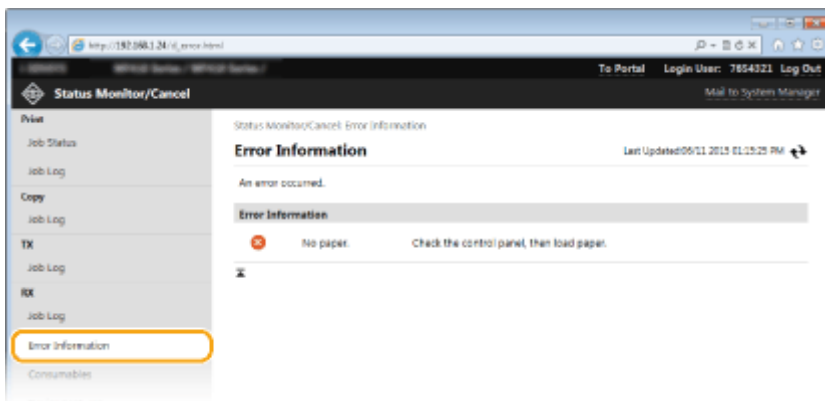 http://192.168.1.24/d_error.html
To Portal Login User: 7654321 Log Out
Status Monitor/Cancel
Mail to System Manager
Print
Job Status
Job Log
Copy
Job Log
TX
Job Log
RX
Job Log
Error Information
Consumables
Status Monitor/Cancel: Error Information
Error Information
Last Updated:06/11 2015 01:15:25 PM
An error occurred.
Error Information
No paper. Check the control panel, then load paper.